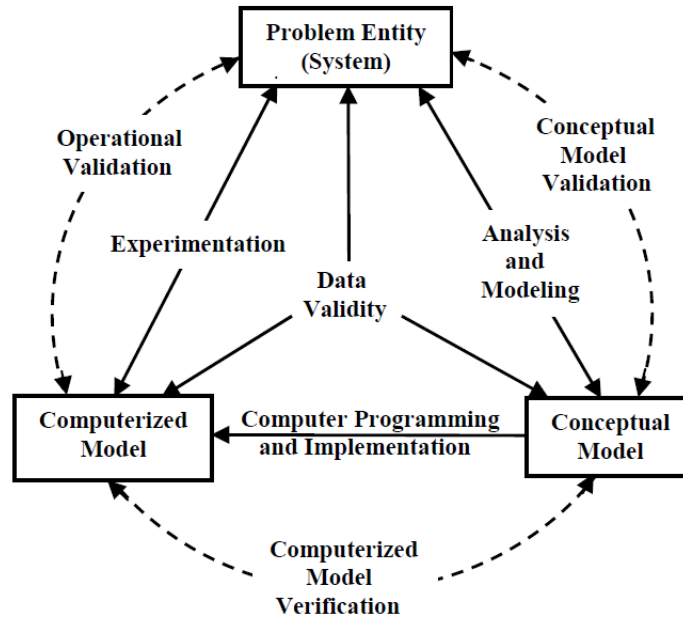 Problem Entity
(System)
Operational
Validation
Conceptual
Model
Validation
Experimentation
Analysis
and
Modeling
Data
Validity
Computerized
Model
Computer Programming
and Implementation
Conceptual
Model
Computerized
Model
Verification